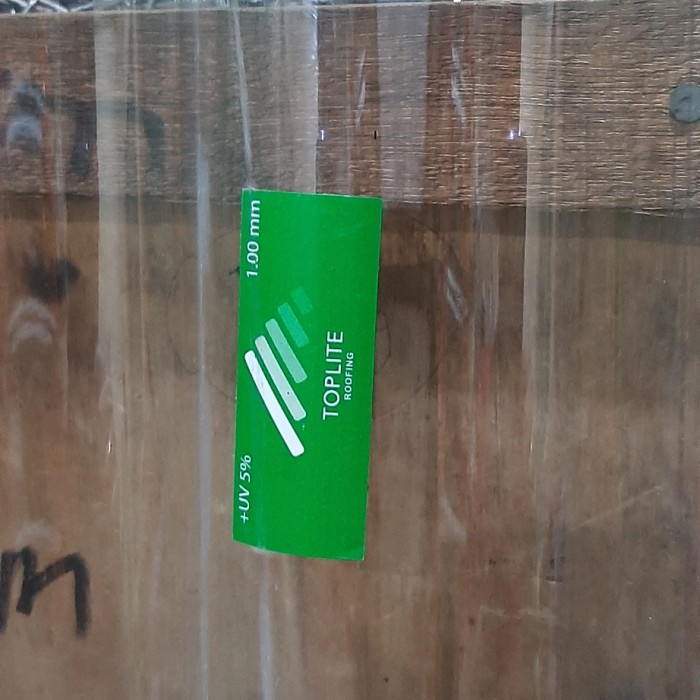 +UV 5%
1.00 mm
TOPLITE
ROOFING
m